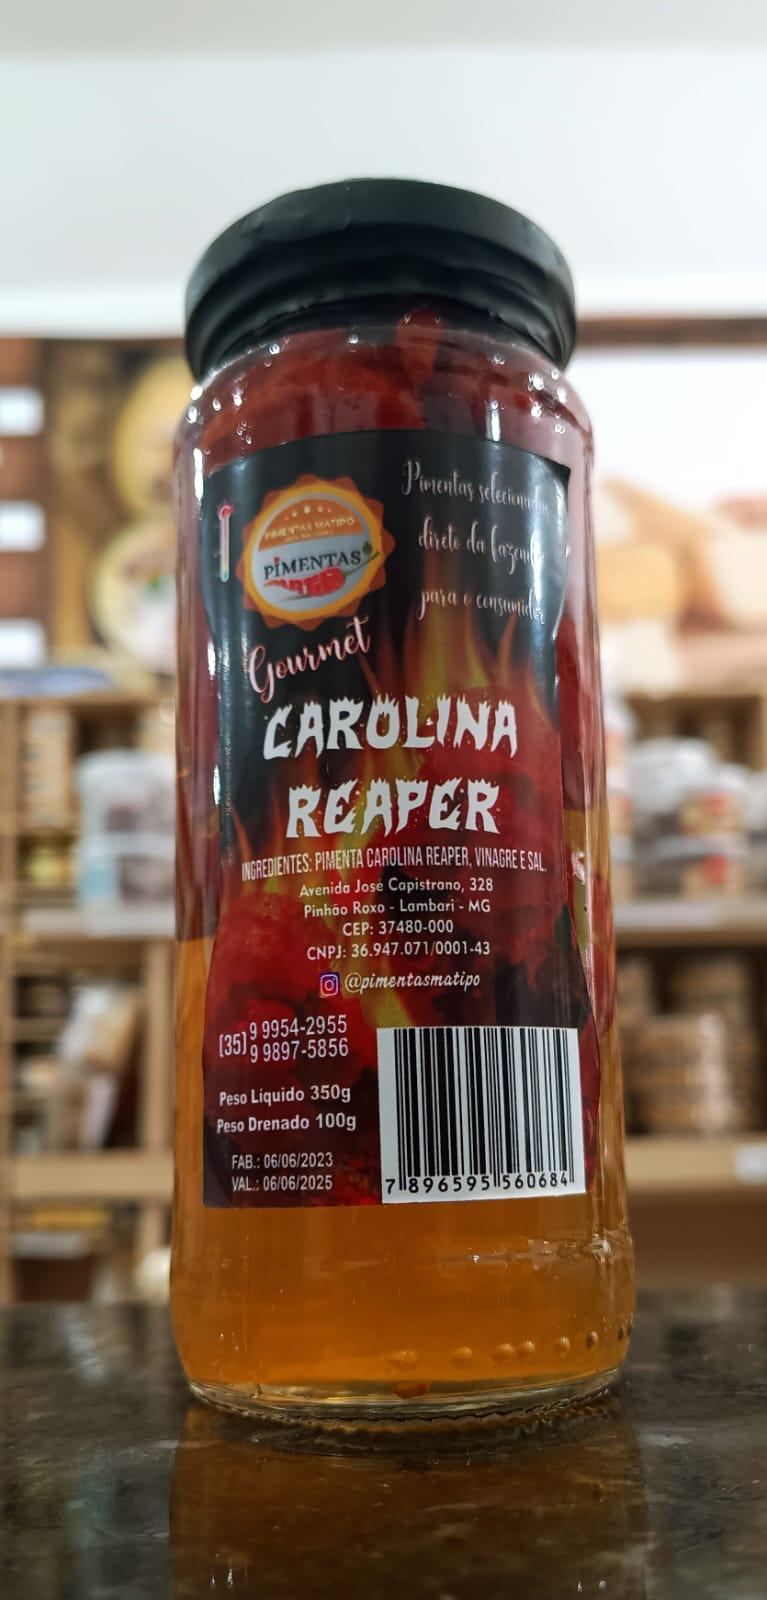 Pimentas selecionadas
direto da fazenda
para o consumidor
PIMENTAS MATIPO
PIMENTAS
Gourmet
CAROLINA
REAPER
INGREDIENTES: PIMENTA CAROLINA REAPER, VINAGRE E SAL.
Avenida José Capistrano, 328
Pinhão Roxo - Lambari - MG
CEP: 37480-000
CNPJ: 36.947.071/0001-43
@pimentasmatipo
(35) 9 9954-2955
9 9897-5856
Peso Líquido 350g
Peso Drenado 100g
FAB.: 06/06/2023
VAL.: 06/06/2025
7 896595 560684